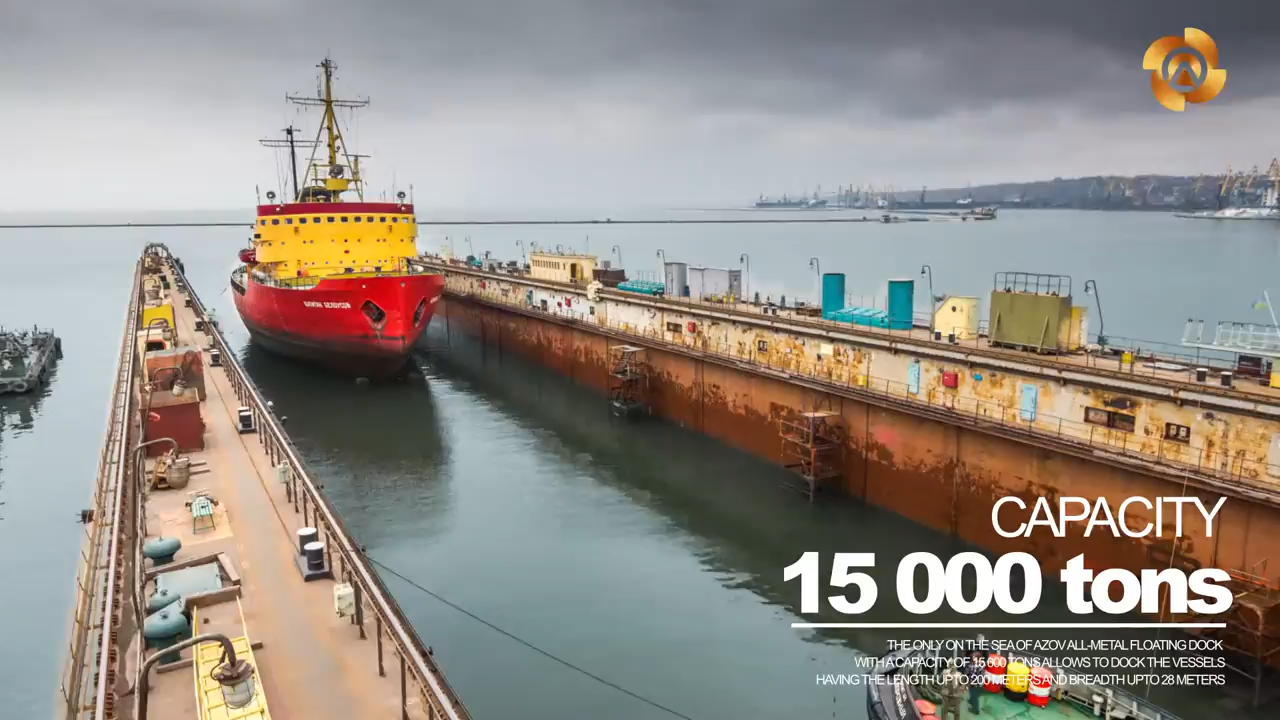 CAPACITY
15 000 tons
THE ONLY ON THE SEA OF AZOV ALL-METAL FLOATING DOCK
WITH A CAPACITY OF 15 000 TONS ALLOWS TO DOCK THE VESSELS
HAVING THE LENGTH UP TO 200 METERS AND BREADTH UP TO 28 METERS